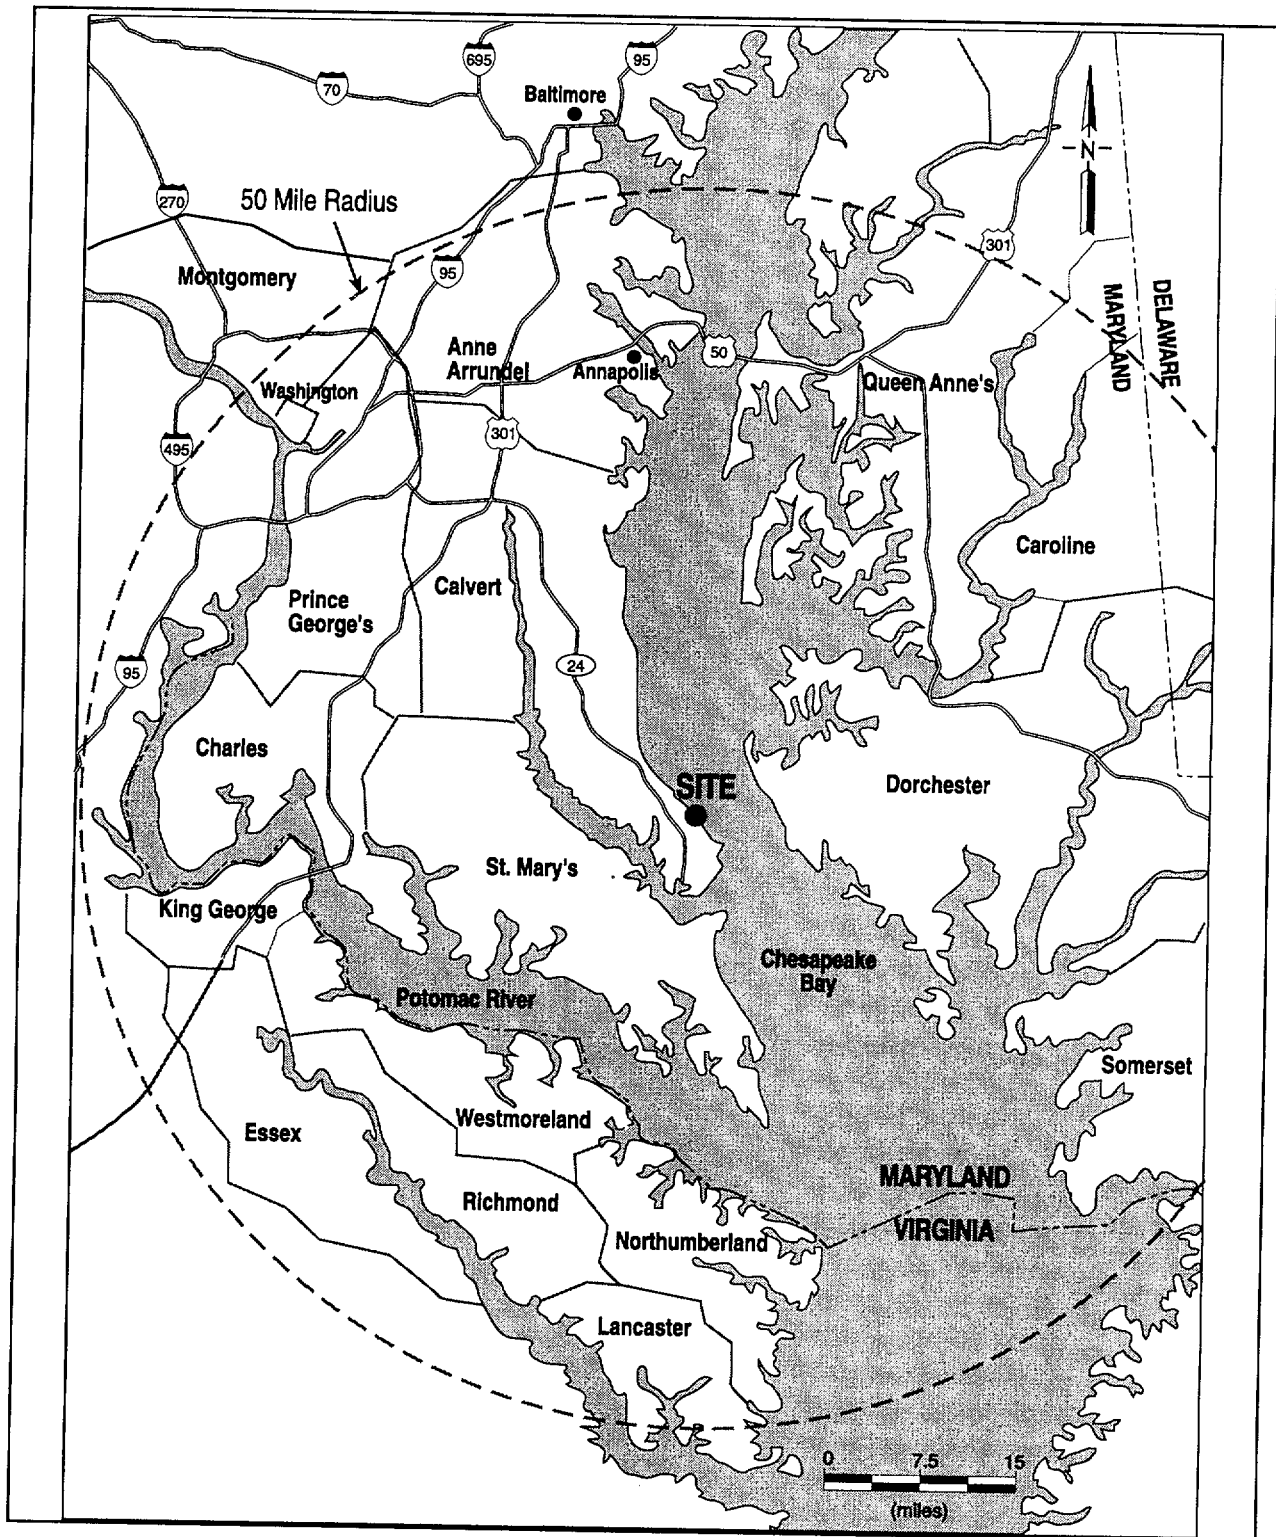 695
95
70
Baltimore
N
270
50 Mile Radius
301
95
Montgomery
DELAWARE
MARYLAND
Anne
Arrundel
50
Annapolis
Queen Anne's
Washington
301
495
Caroline
Calvert
Prince
George's
24
95
Charles
SITE
Dorchester
St. Mary's
King George
Chesapeake
Bay
Potomac River
Somerset
Westmoreland
Essex
MARYLAND
Richmond
VIRGINIA
Northumberland
Lancaster
0 7.5 15
(miles)